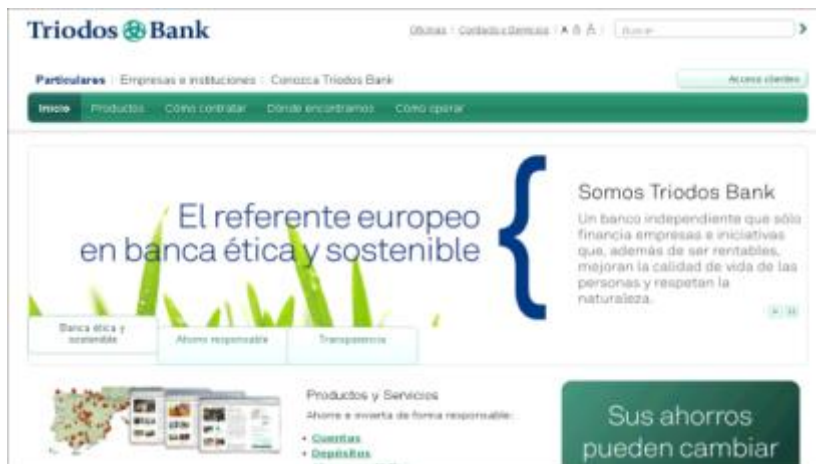 Triodos Bank
Oficinas | Contacto y Servicios | A A A |
Buscar
Particulares | Empresas e instituciones | Conozca Triodos Bank
Acceso clientes
Inicio Productos Cómo contratar Dónde encontrarnos Cómo operar
El referente europeo
en banca ética y sostenible
{
Somos Triodos Bank
Un banco independiente que sólo
financia empresas e iniciativas
que, además de ser rentables,
mejoran la calidad de vida de las
personas y respetan la
naturaleza.
Banca ética y
sostenible
Ahorro responsable
Transparencia
Productos y Servicios
Ahorre e invierta de forma responsable:
• Cuentas
• Depósitos
Sus ahorros
pueden cambiar